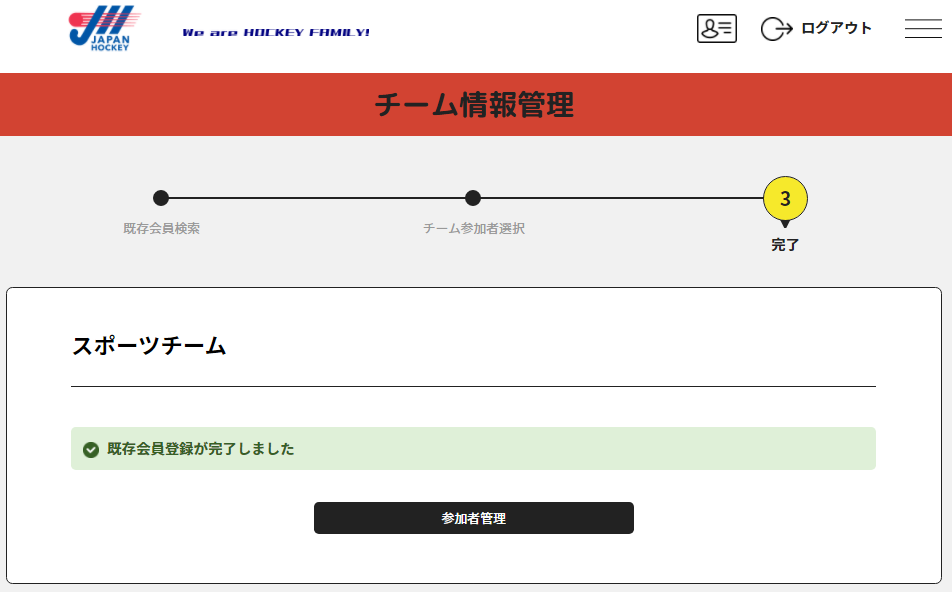 JAPAN
HOCKEY
We are HOCKEY FAMILY!
ログアウト
チーム情報管理
3
既存会員検索
チーム参加者選択
完了
スポーツチーム
既存会員登録が完了しました
参加者管理